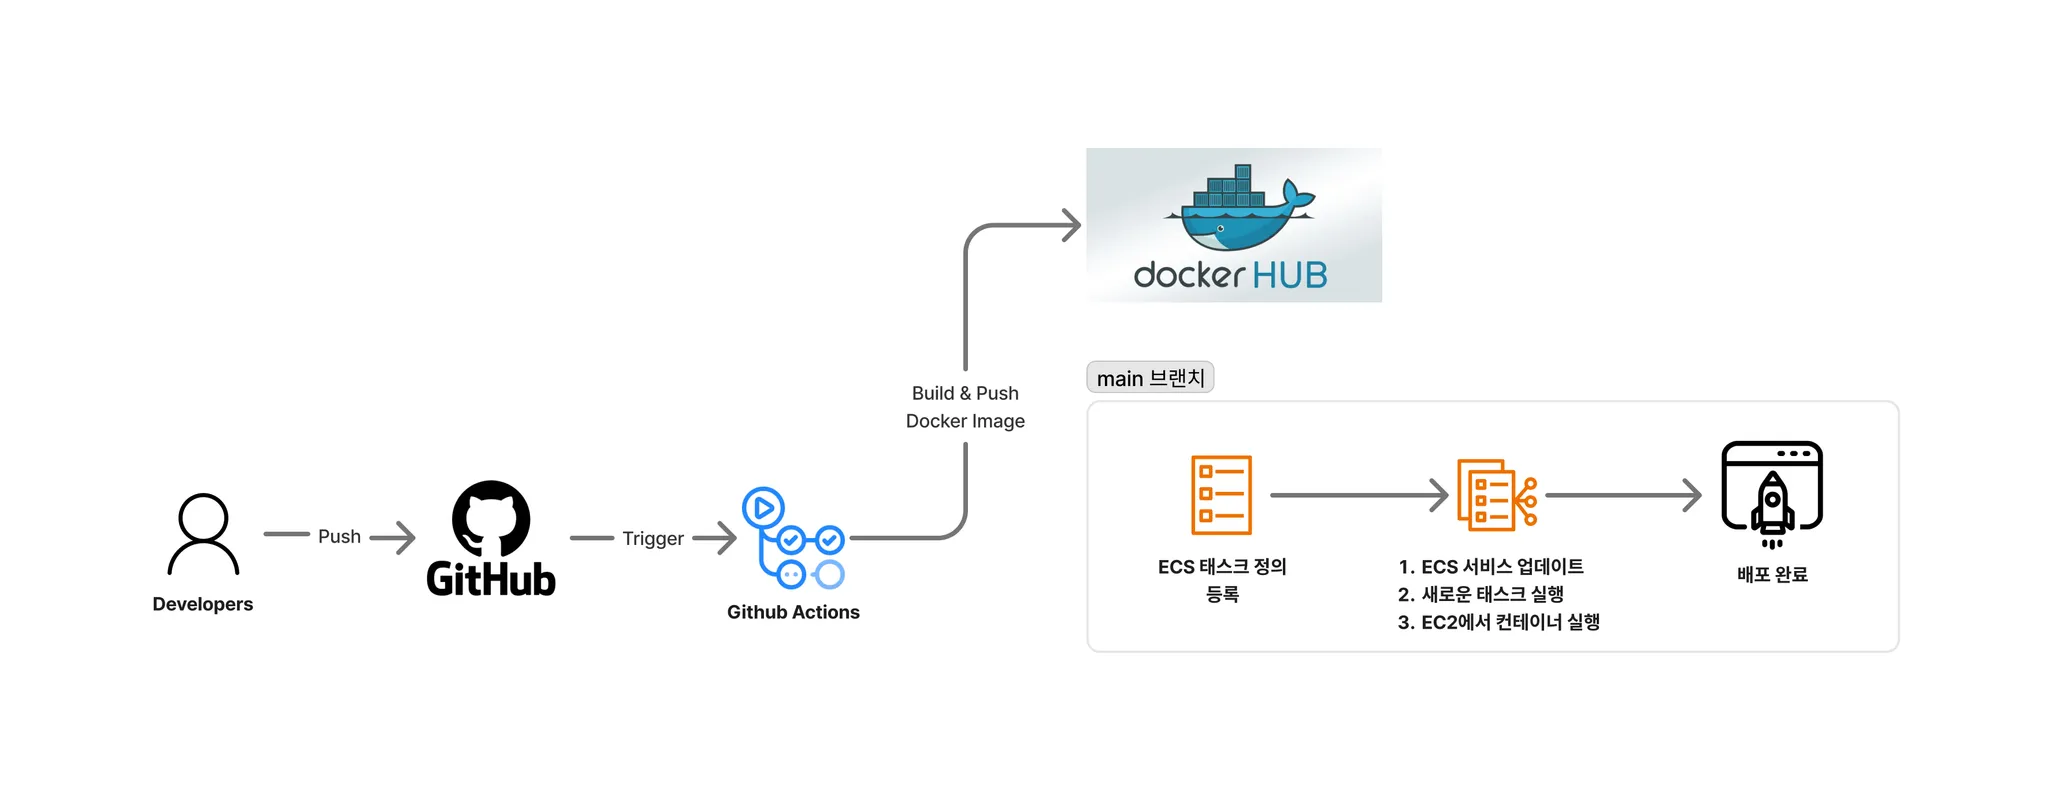 docker HUB
main 브랜치
Build & Push
Docker Image
Push
Trigger
GitHub
Developers
Github Actions
ECS 태스크 정의
등록
1. ECS 서비스 업데이트
2. 새로운 태스크 실행
3. EC2에서 컨테이너 실행
배포 완료